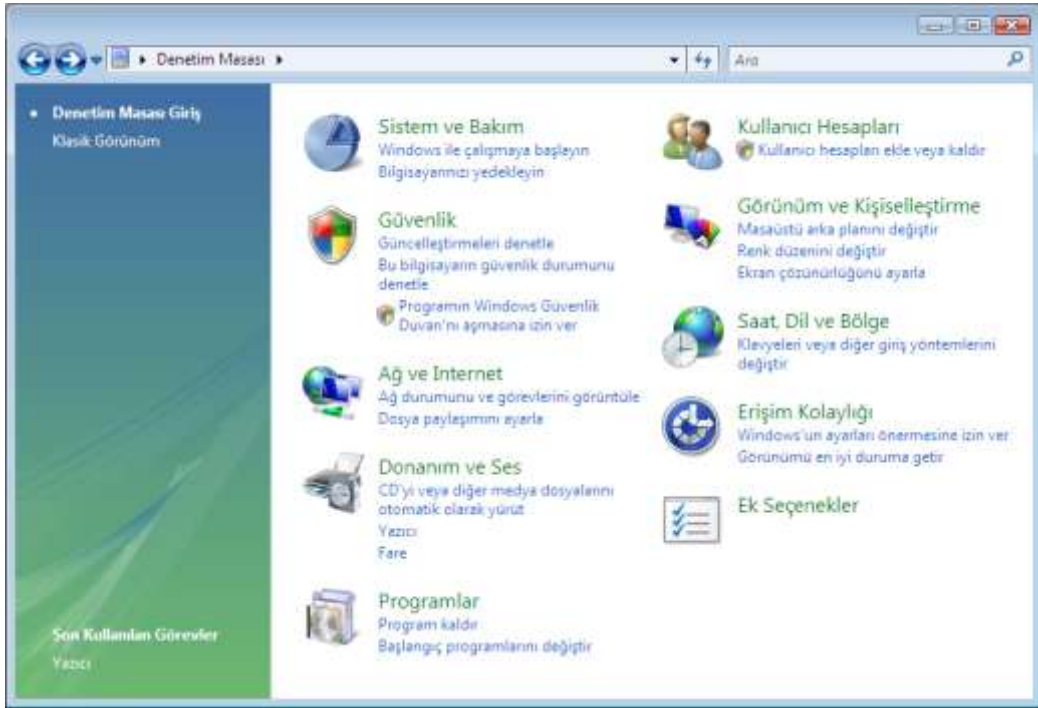 Denetim Masası
Ara
Denetim Masası Giriş
Klasik Görünüm
Son Kullanılan Görevler
Yazıcı
Sistem ve Bakım
Windows ile çalışmaya başlayın
Bilgisayarınızı yedekleyin
Güvenlik
Güncelleştirmeleri denetle
Bu bilgisayarın güvenlik durumunu
denetle
Programın Windows Güvenlik
Duvarı'nı aşmasına izin ver
Ağ ve Internet
Ağ durumunu ve görevlerini görüntüle
Dosya paylaşımını ayarla
Donanım ve Ses
CD'yi veya diğer medya dosyalarını
otomatik olarak yürüt
Yazıcı
Fare
Programlar
Program kaldır
Başlangıç programlarını değiştir
Kullanıcı Hesapları
Kullanıcı hesapları ekle veya kaldır
Görünüm ve Kişiselleştirme
Masaüstü arka planını değiştir
Renk düzenini değiştir
Ekran çözünürlüğünü ayarla
Saat, Dil ve Bölge
Klavyeleri veya diğer giriş yöntemlerini
değiştir
Erişim Kolaylığı
Windows'un ayarları önermesine izin ver
Görünümü en iyi duruma getir
Ek Seçenekler